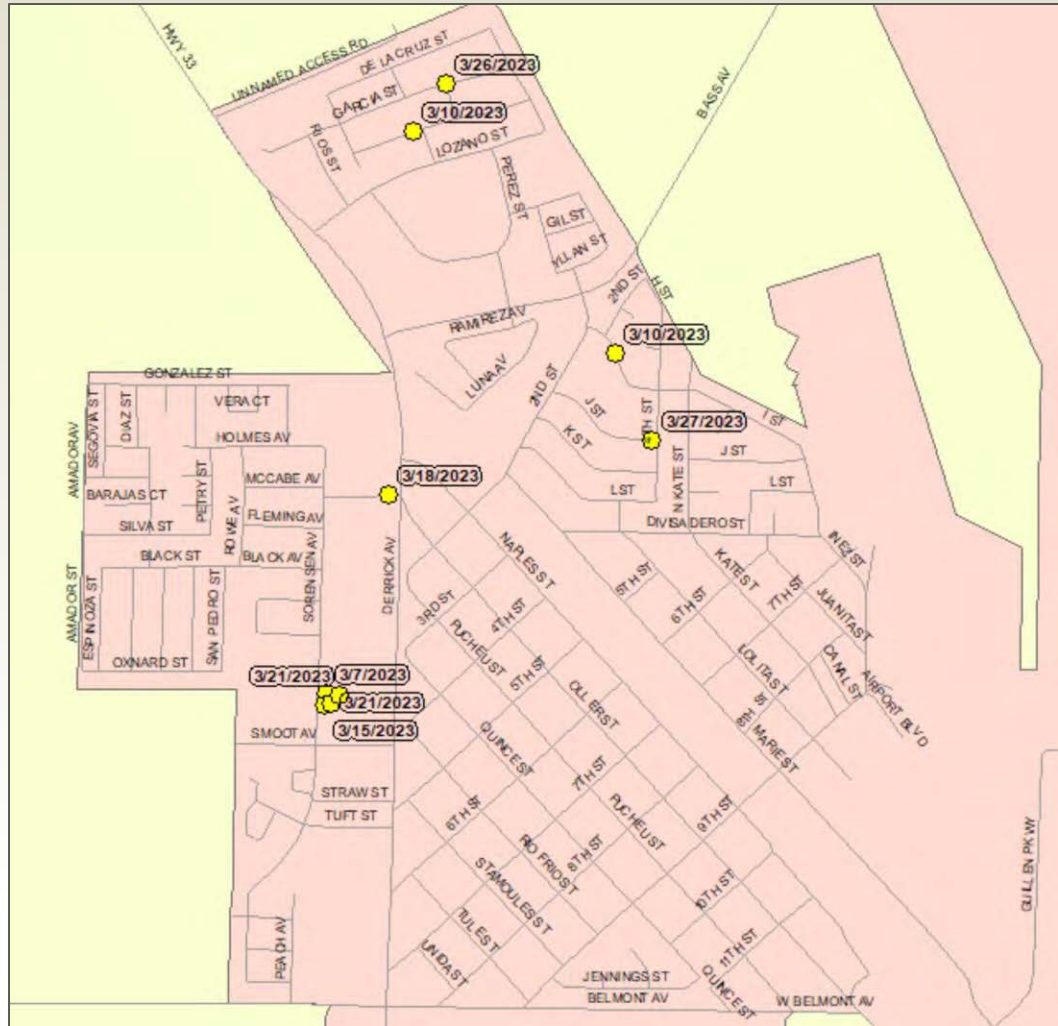 HWY 33
UNNAMED ACCESS RD
DE LA CRUZ ST
3/26/2023
GARCIA ST
3/10/2023
RIOS ST
LOZANO ST
BASS AV
PEREZ ST
GIL ST
YLLAN ST
2ND ST
H ST
RAMIREZ AV
3/10/2023
LUNA AV
2ND ST
GONZALEZ ST
SEGOVIA ST
DIAZ ST
VERA CT
J ST
K ST
3/27/2023
I ST
AMADOR AV
HOLMES AV
N KATE ST
J ST
PETRY ST
MCCABE AV
3/18/2023
BARAJAS CT
ROWE AV
L ST
L ST
SILVA ST
FLEMING AV
DIVISADERO ST
BLACK ST
BLACK AV
SORENSEN AV
DERRICK AV
NAPLES ST
INEZ ST
AMADOR ST
ESPINOZA ST
SAN PEDRO ST
3RD ST
4TH ST
5TH ST
6TH ST
KATE ST
7TH ST
JUANITA ST
OXNARD ST
PUCHEU ST
5TH ST
LOLITA ST
CANAL ST
AIRPORT BLVD
3/21/2023
3/7/2023
3/21/2023
3/15/2023
OLLER ST
8TH ST
MARIE ST
SMOOT AV
QUINCE ST
7TH ST
STRAW ST
TUFT ST
6TH ST
PUCHEU ST
9TH ST
RIO FRIO ST
8TH ST
STAMOULES ST
10TH ST
GUILLEN PKWY
TULE ST
UNIDA ST
11TH ST
PEACH AV
JENNINGS ST
QUINCE ST
BELMONT AV
W BELMONT AV